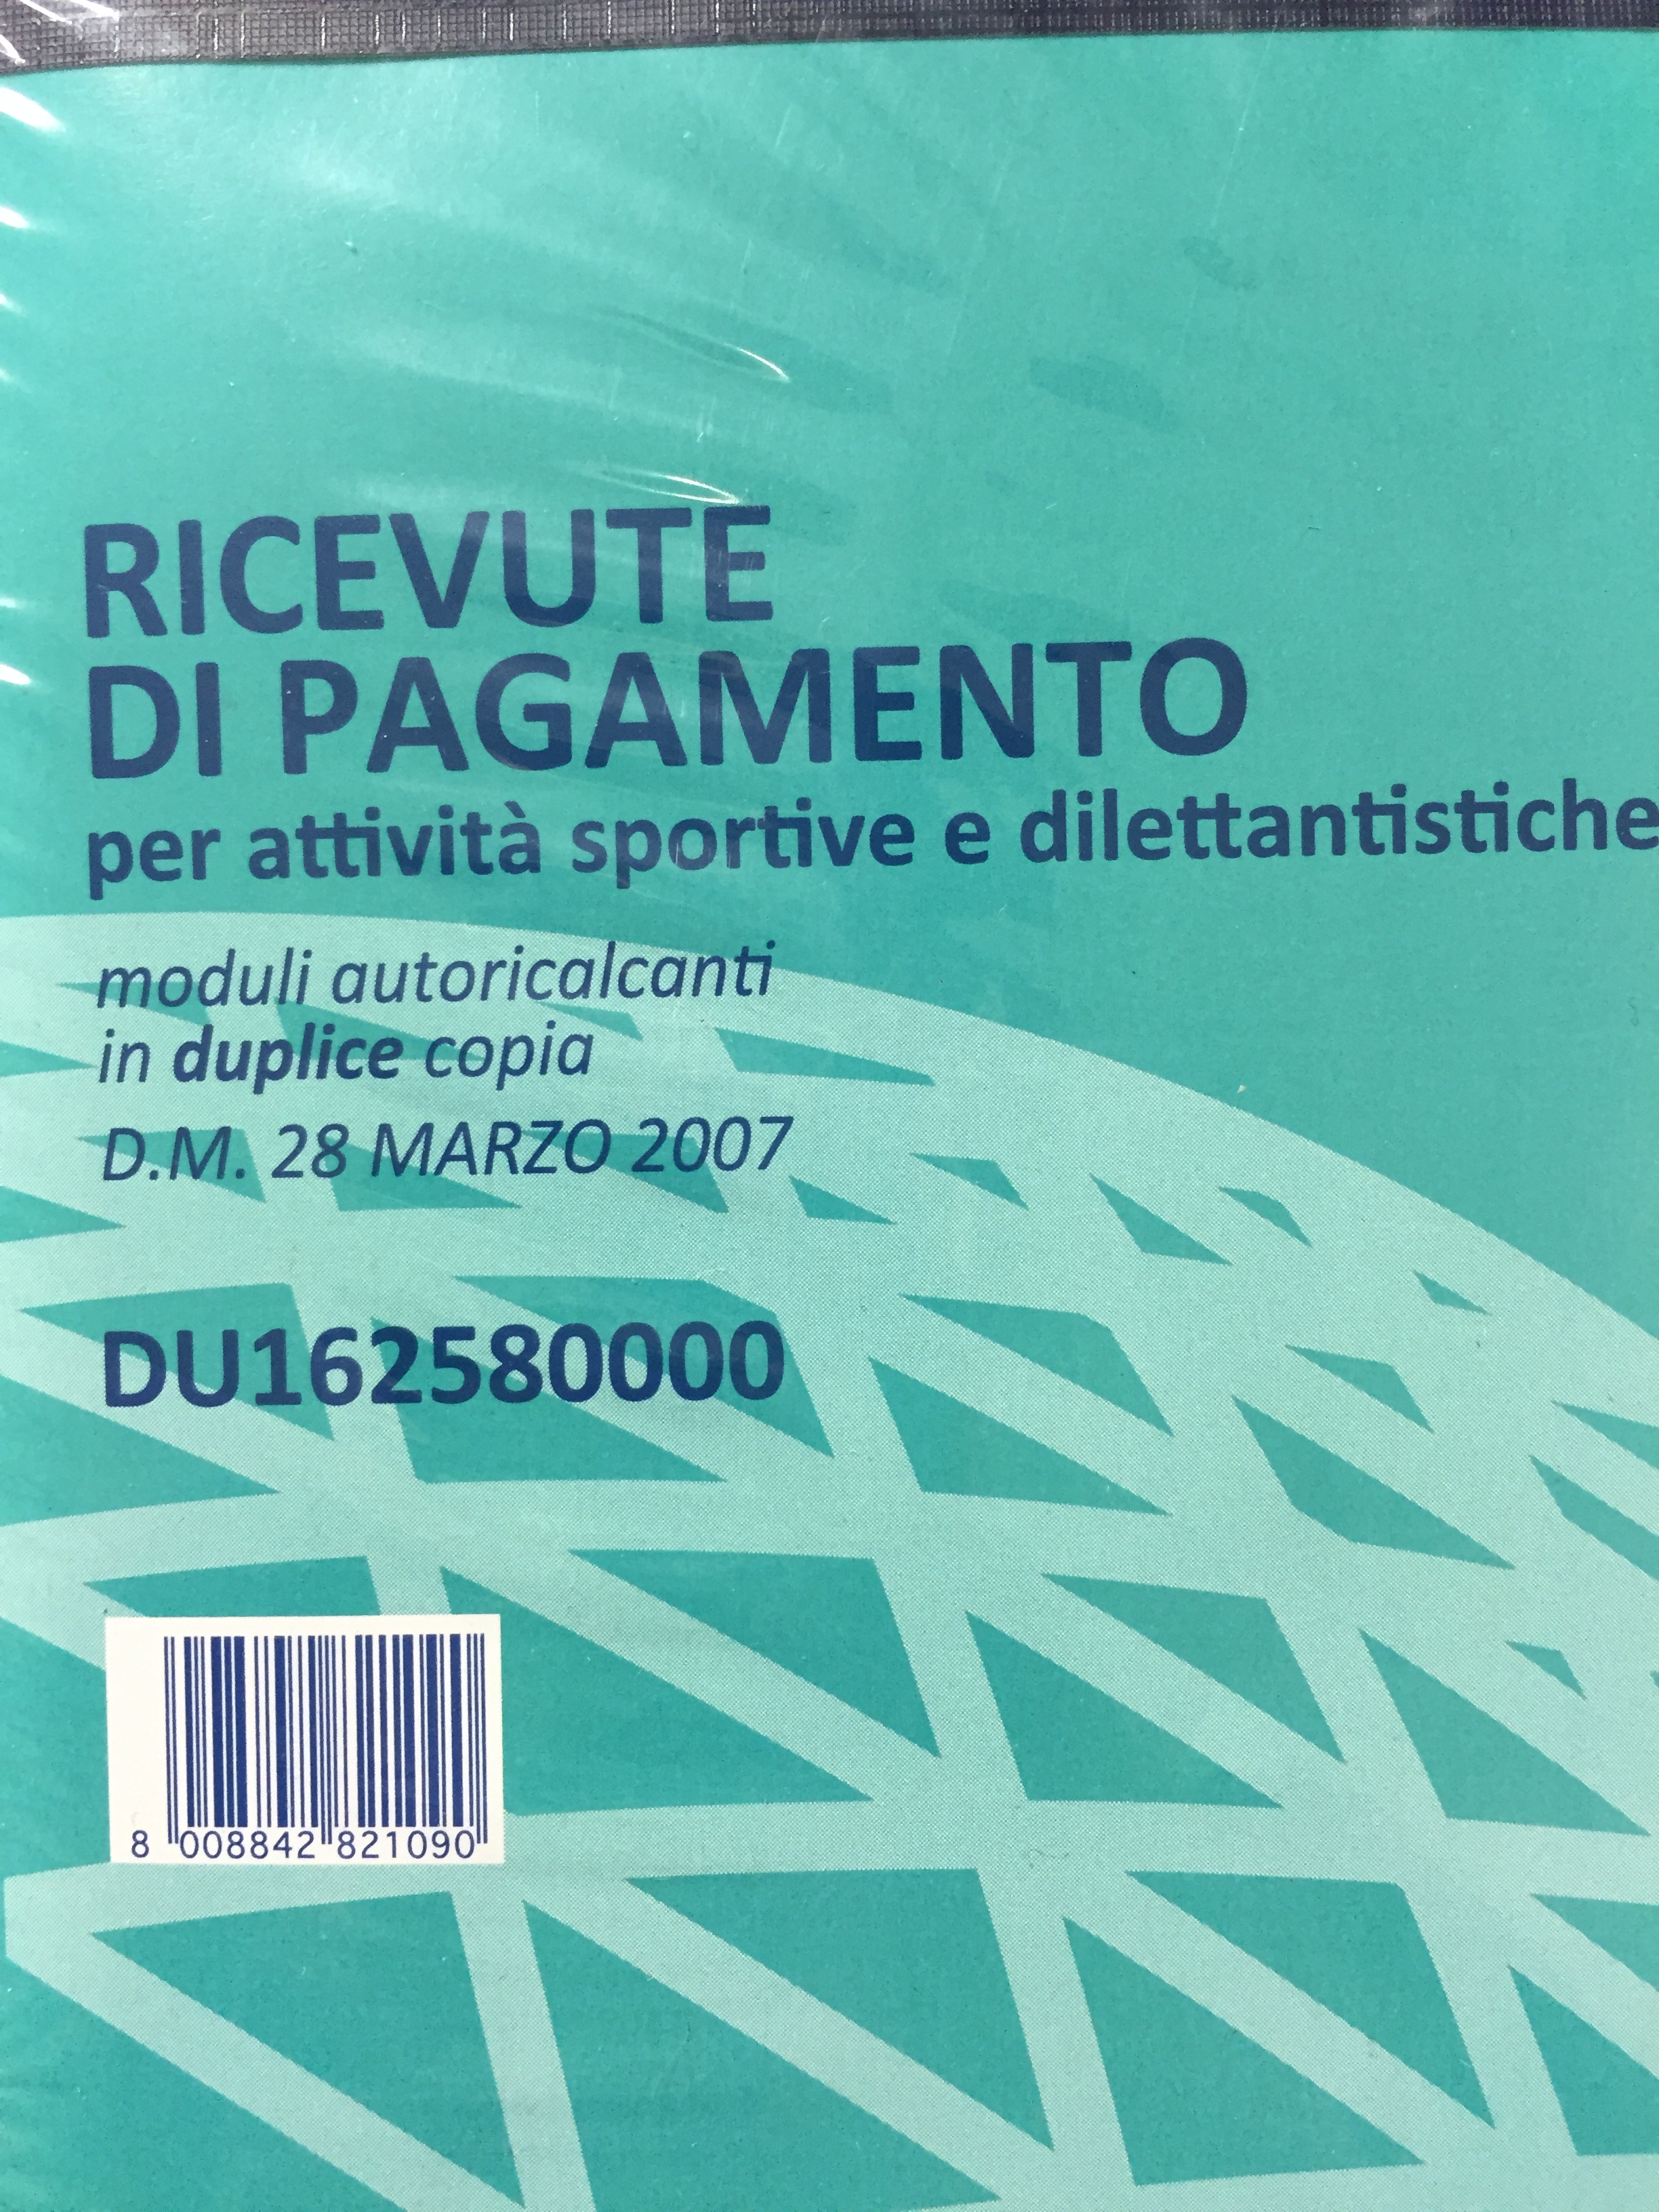 RICEVUTE
DI PAGAMENTO
per attività sportive e dilettantistiche
moduli autoricalcanti
in duplice copia
D.M. 28 MARZO 2007
DU162580000
8 008842 821090